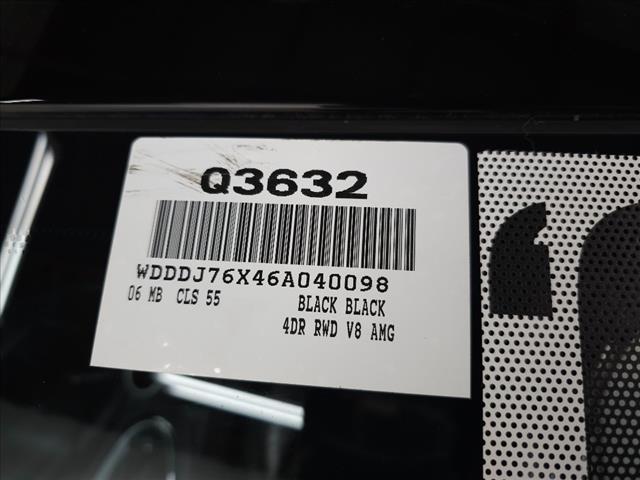 Q3632
WDDDJ76X46A040098
06 MB CLS 55 BLACK BLACK
4DR RWD V8 AMG